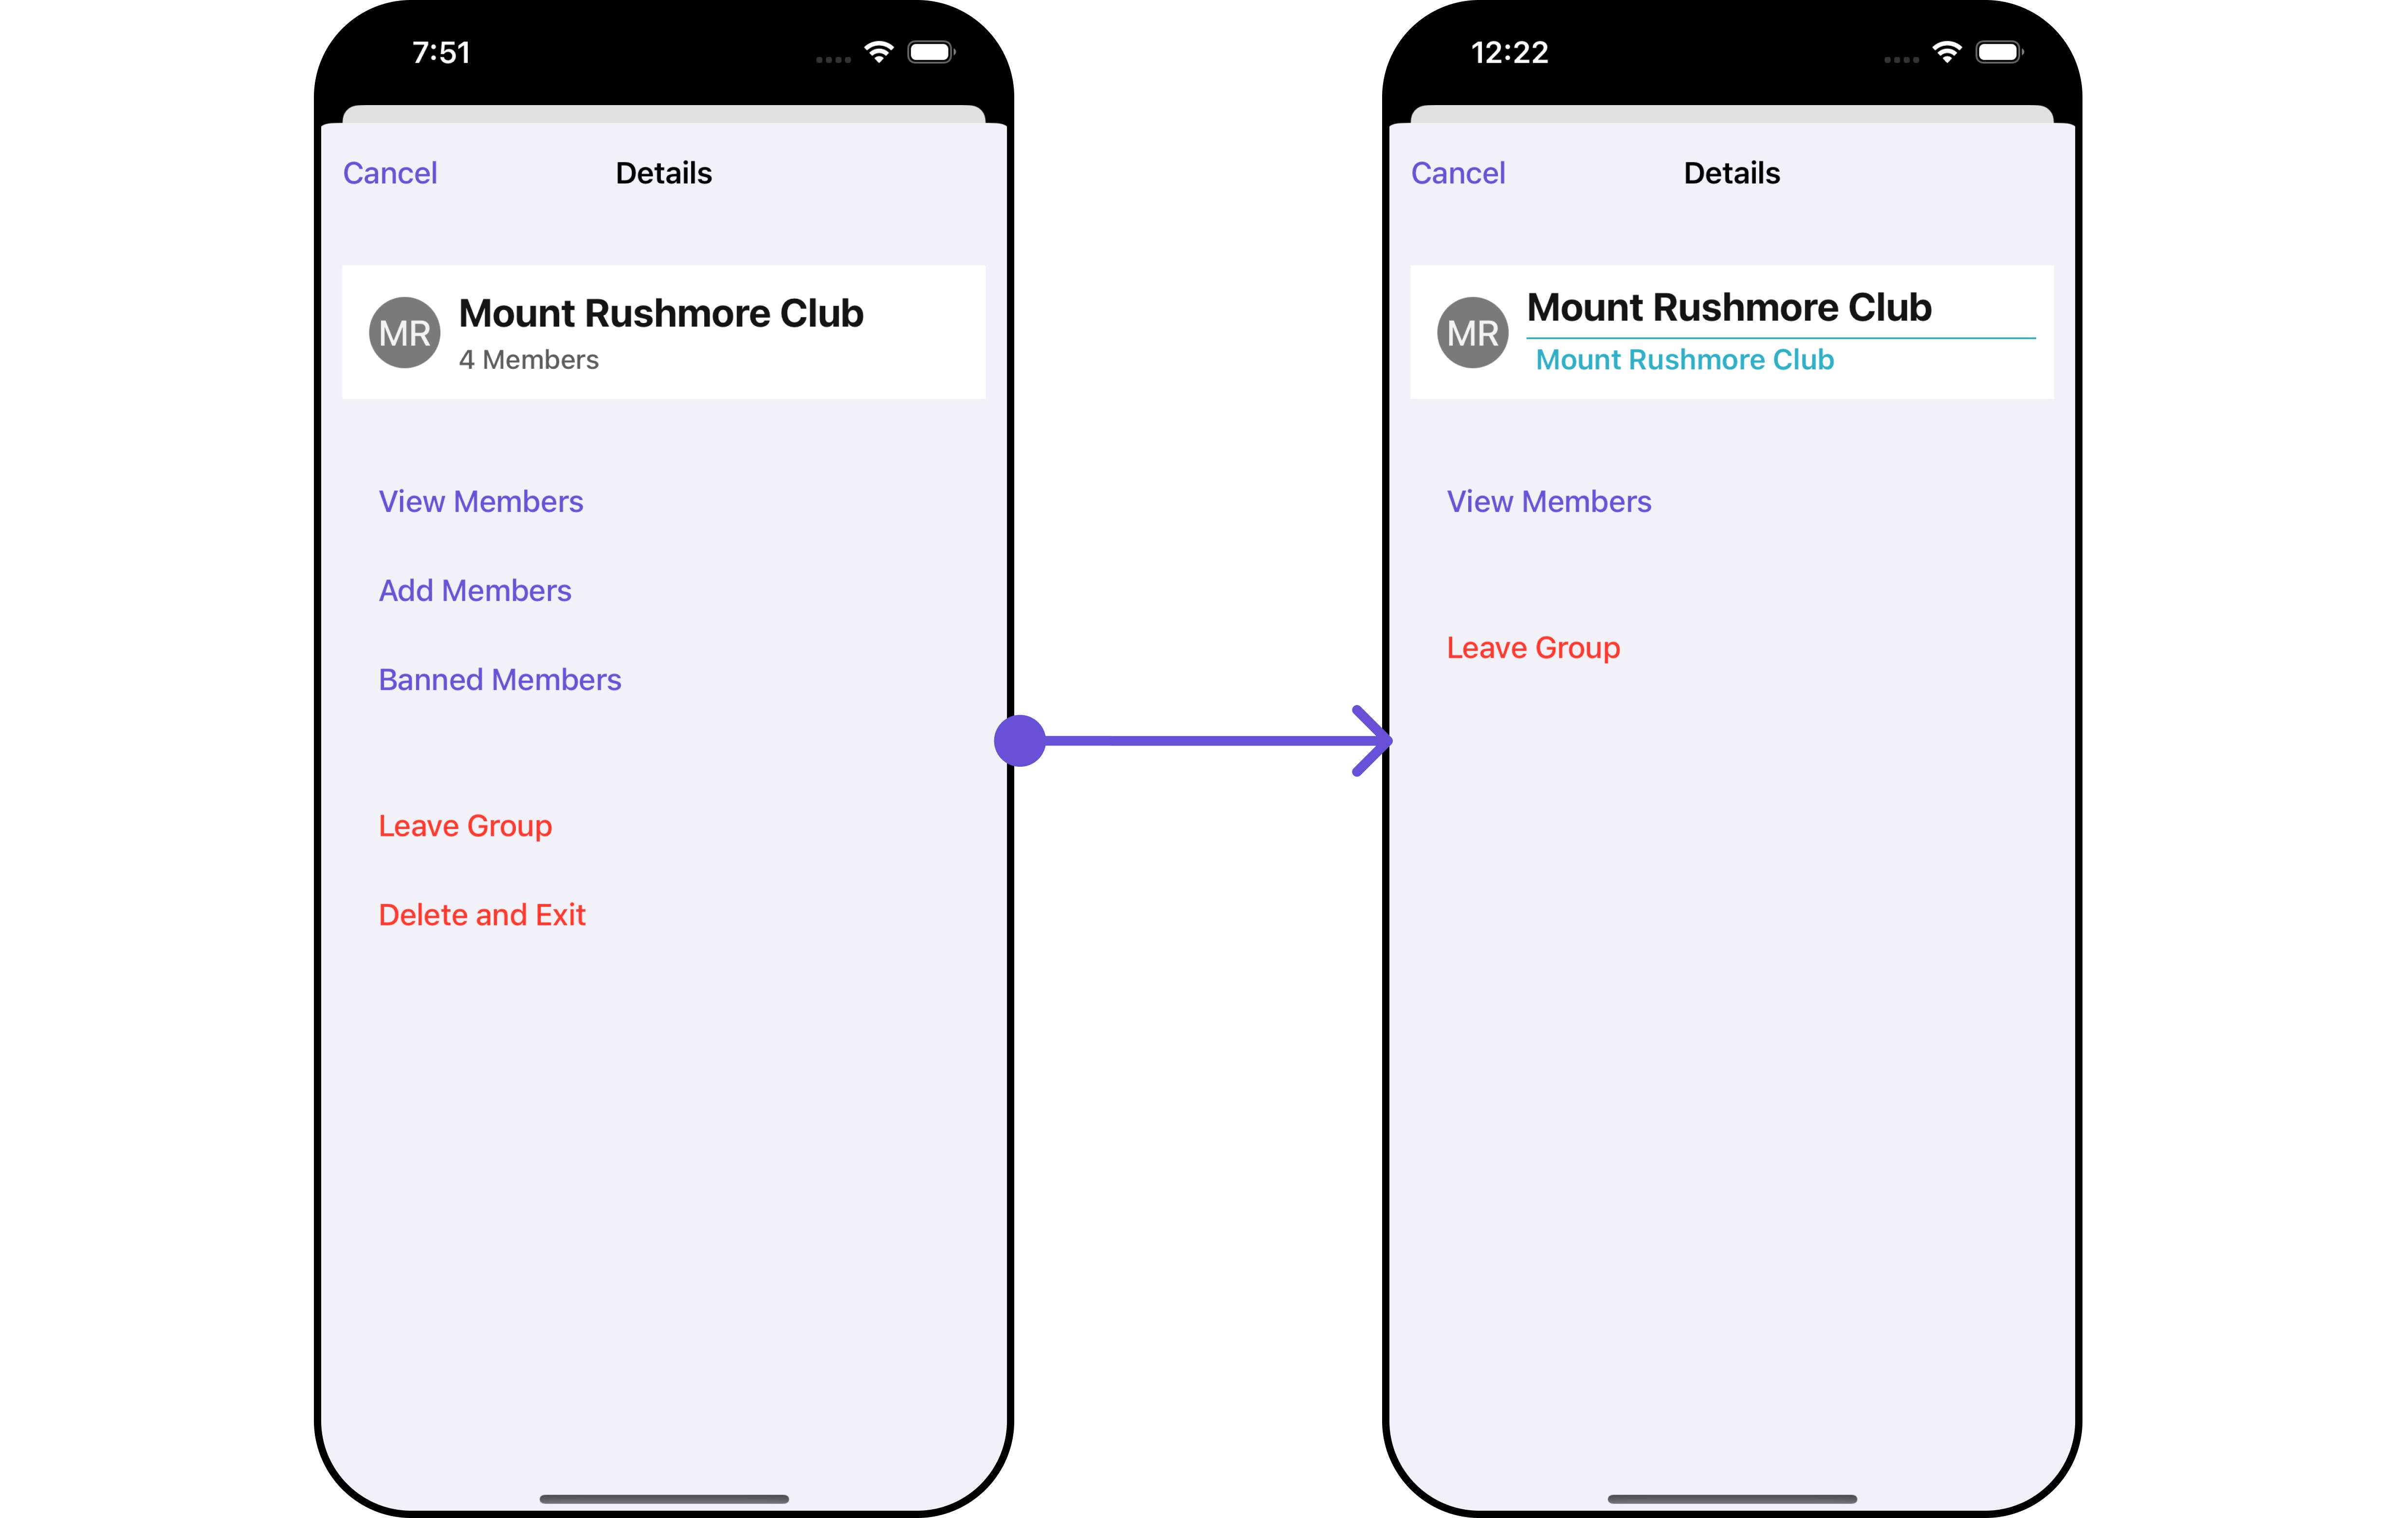 7:51
Cancel
Details
MR
Mount Rushmore Club
4 Members
View Members
Add Members
Banned Members
Leave Group
Delete and Exit
12:22
Cancel
Details
MR
Mount Rushmore Club
Mount Rushmore Club
View Members
Leave Group